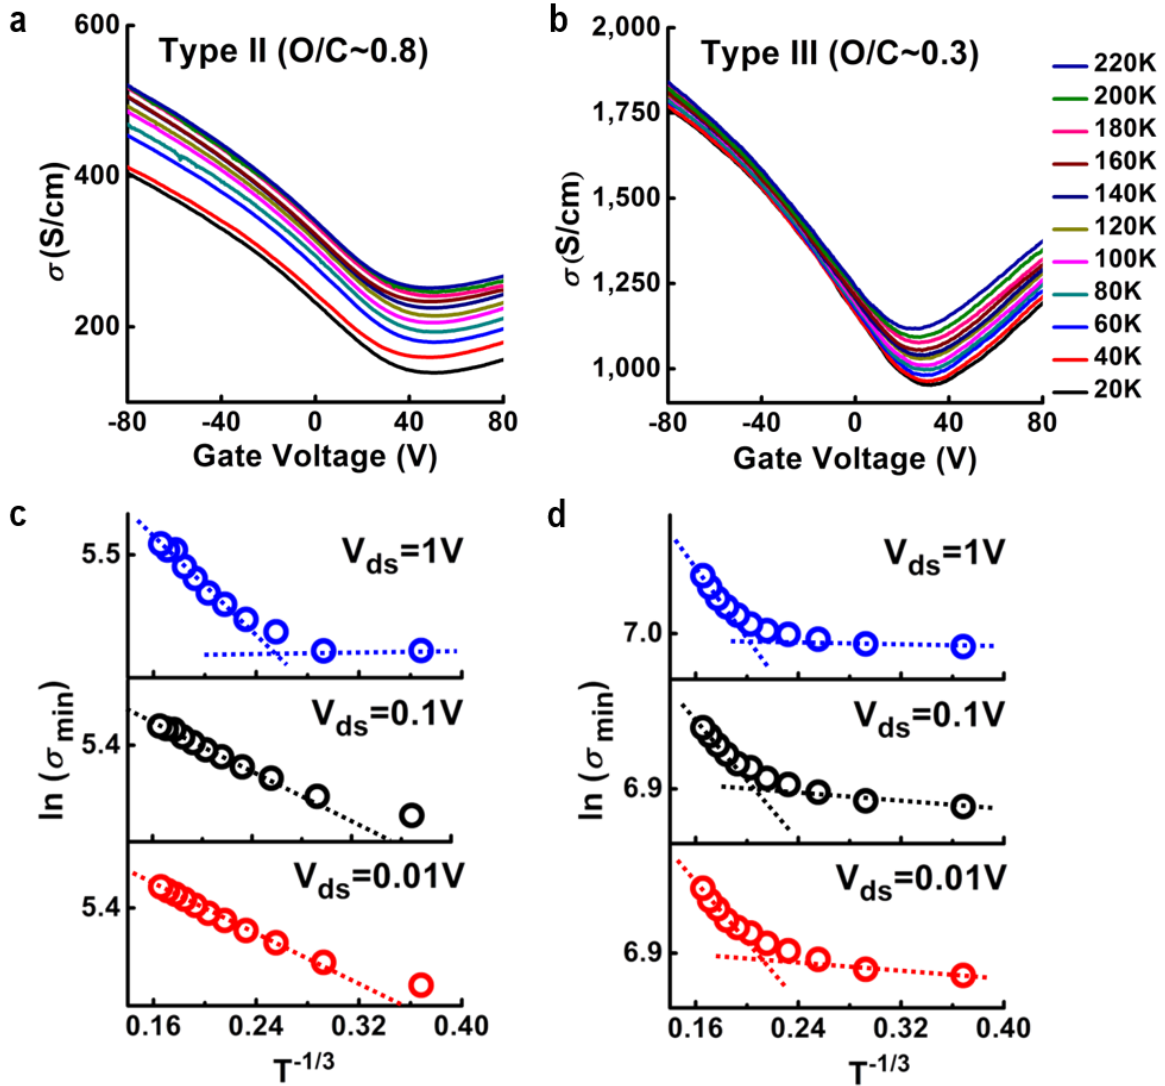 a
600
400
200
σ(S/cm)
Type II (O/C~0.8)
-80
-40
0
40
80
Gate Voltage (V)
b
2,000
1,750
1,500
1,250
1,000
σ(S/cm)
Type III (O/C~0.3)
-80
-40
0
40
80
Gate Voltage (V)
220K
200K
180K
160K
140K
120K
100K
80K
60K
40K
20K
c
ln (σ min)
5.5
Vds=1V
5.4
Vds=0.1V
5.4
Vds=0.01V
0.16
0.24
0.32
0.40
T-1/3
d
ln (σ min)
7.0
Vds=1V
6.9
Vds=0.1V
6.9
Vds=0.01V
0.16
0.24
0.32
0.40
T-1/3